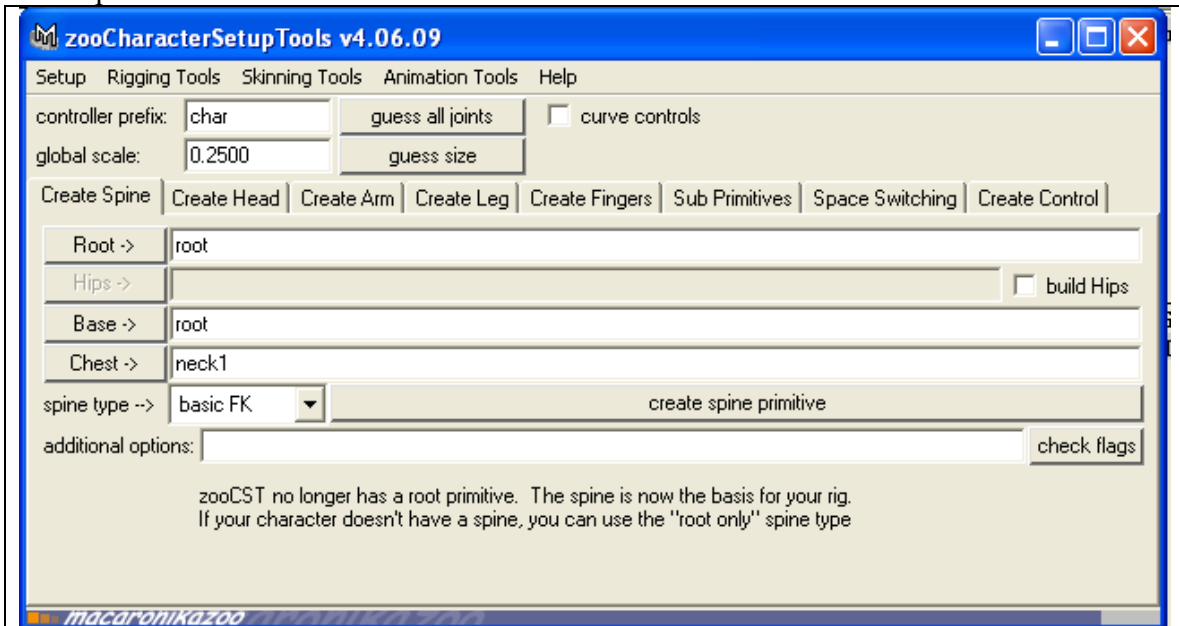 zooCharacterSetupTools v4.06.09
Setup Rigging Tools Skinning Tools Animation Tools Help
controller prefix: char guess all joints curve controls
global scale: 0.2500 guess size
Create Spine Create Head Create Arm Create Leg Create Fingers Sub Primitives Space Switching Create Control
Root -> root
Hips -> build Hips
Base -> root
Chest -> neck1
spine type --> basic FK create spine primitive
additional options: check flags
zooCST no longer has a root primitive. The spine is now the basis for your rig.
If your character doesn't have a spine, you can use the "root only" spine type
macaronikazoo